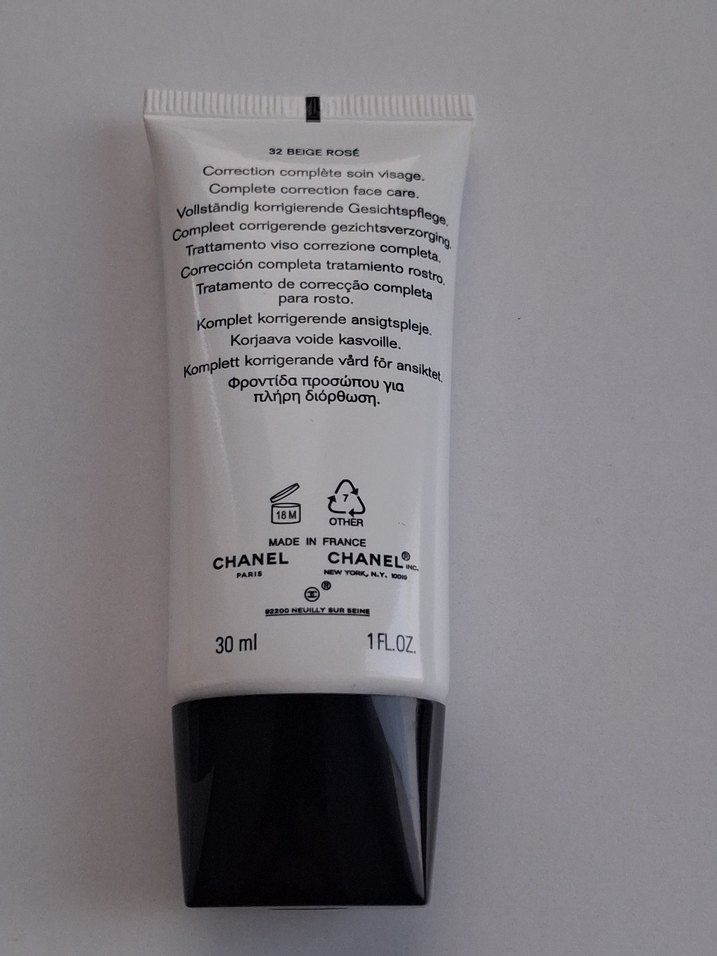 32 BEIGE ROSÉ
Correction complète soin visage.
Complete correction face care.
Vollständig korrigierende Gesichtspflege.
Compleet corrigerende gezichtsverzorging.
Trattamento viso correzione completa.
Corrección completa tratamiento rostro.
Tratamento de correcção completa
para rosto.
Komplet korrigerende ansigtspleje.
Korjaava voide kasvoille.
Komplett korrigerande vård för ansiktet.
Φροντίδα προσώπου για
πλήρη διόρθωση.
18 M
7
OTHER
MADE IN FRANCE
CHANEL CHANEL® INC.
PARIS NEW YORK, N.Y. 10019
®
92200 NEUILLY SUR SEINE
30 ml 1 FL.OZ.